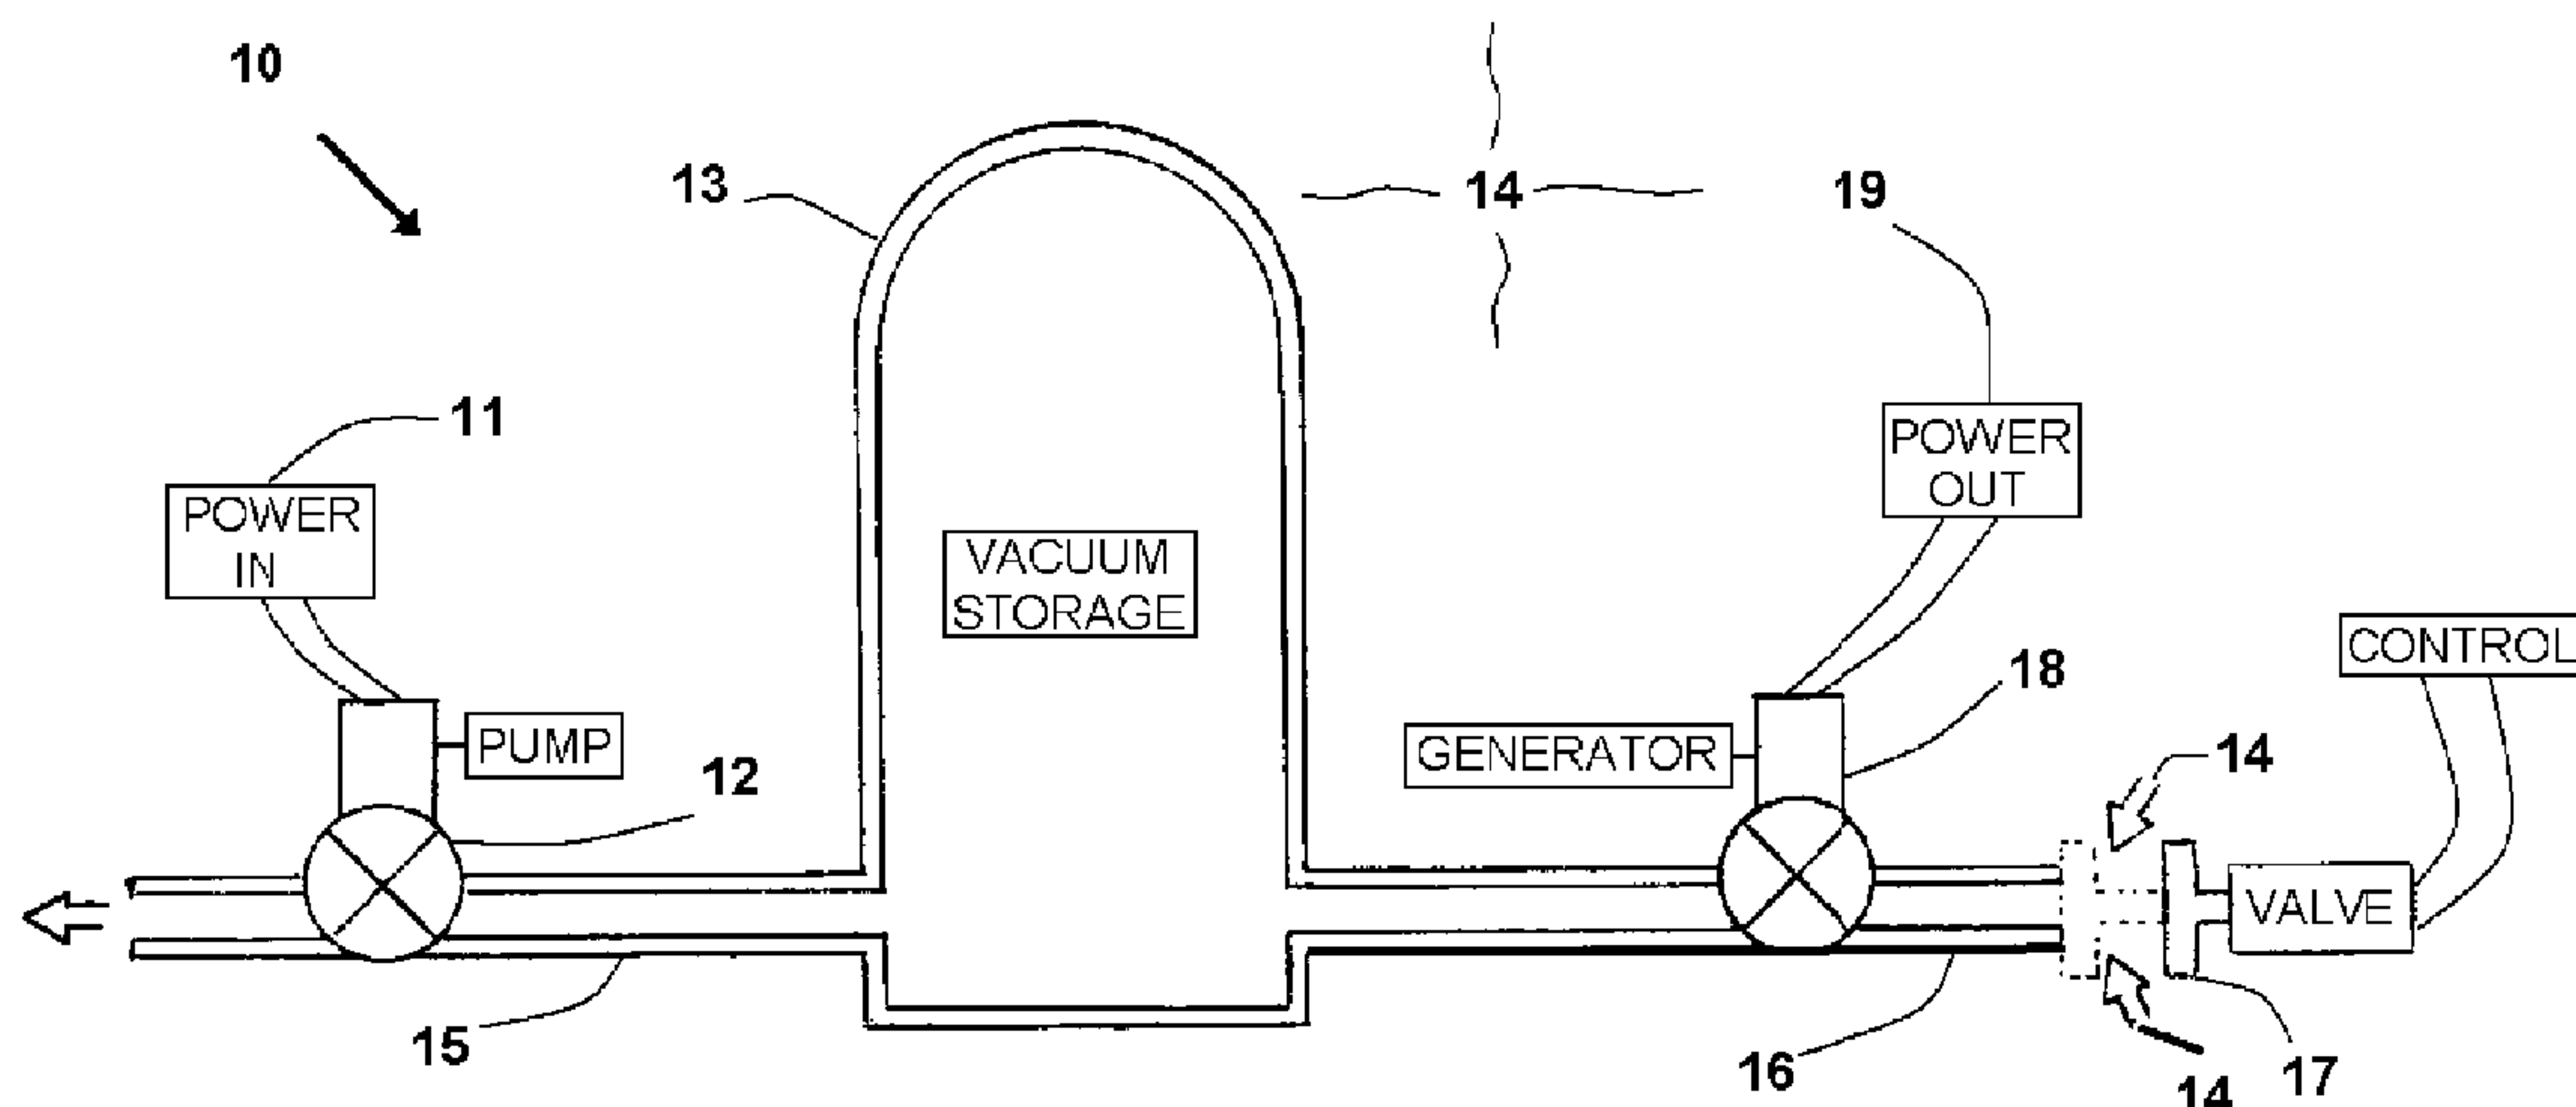 10
13
14
19
11
POWER
OUT
POWER
IN
VACUUM
STORAGE
CONTROL
18
PUMP
GENERATOR
14
12
VALVE
15
16
17
14